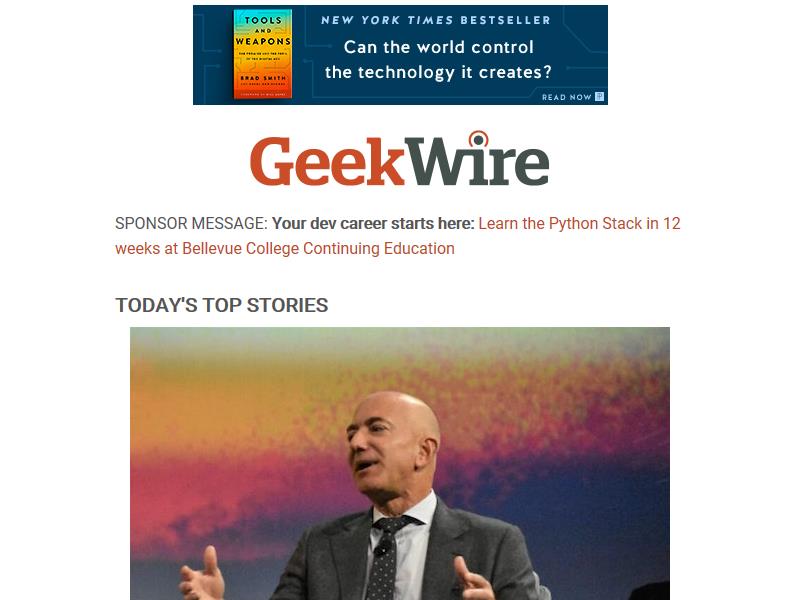 TOOLS
AND
WEAPONS
BRAD SMITH
NEW YORK TIMES BESTSELLER
Can the world control
the technology it creates?
READ NOW
GeekWire
SPONSOR MESSAGE: Your dev career starts here: Learn the Python Stack in 12
weeks at Bellevue College Continuing Education
TODAY'S TOP STORIES